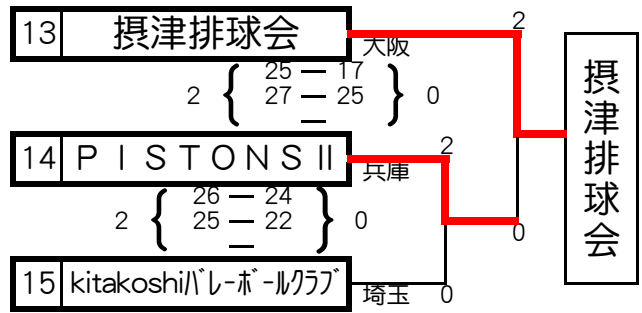 13 摂津排球会 大阪 2
25 ― 17
2 { 27 ― 25 } 0
―
14 ＰＩＳＴＯＮＳⅡ 兵庫 2
0
26 ― 24
2 { 25 ― 22 } 0
―
15 kitakoshiﾊﾞﾚｰﾎﾞｰﾙｸﾗﾌﾞ 埼玉 0
摂津排球会